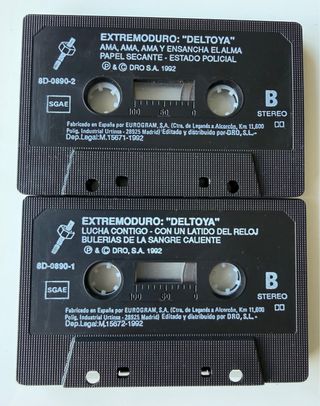 EXTREMODURO: "DELTOYA"
AMA, AMA, AMA Y ENSANCHA EL ALMA
PAPEL SECANTE - ESTADO POLICIAL
Ⓟ & © DRO S.A. 1992
8D-0890-2
SGAE
B
STEREO
100 50 0
Fabricado en España por EUROGRAM, S.A. (Ctra. de Leganés a Alcorcón, Km 11,600
Polig. Industrial Urtinsa - 28925 Madrid) Editado y distribuido por DRO, S.L.-
Dep.Legal:M.15671-1992
EXTREMODURO: "DELTOYA"
LUCHA CONTIGO - CON UN LATIDO DEL RELOJ
BULERIAS DE LA SANGRE CALIENTE
Ⓟ & © DRO, S.A. 1992
8D-0890-1
SGAE
B
STEREO
100 50 0
Fabricado en España por EUROGRAM, S.A. (Ctra. de Leganés a Alcorcón, Km 11,600
Polig. Industrial Urtinsa - 28925 Madrid) Editado y distribuido por DRO, S.L.-
Dep.Legal:M.15672-1992